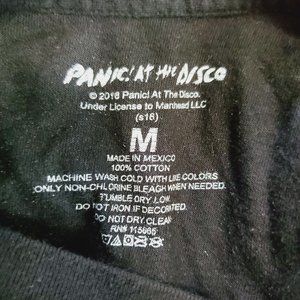 PANIC! AT THE DISCO
© 2016 Panic! At The Disco.
Under License to Manhead LLC
(s16)
M
MADE IN MEXICO
100% COTTON
MACHINE WASH COLD WITH LIKE COLORS
ONLY NON-CHLORINE BLEACH WHEN NEEDED.
TUMBLE DRY LOW
DO NOT IRON IF DECORATED.
DO NOT DRY CLEAN
RN# 115665